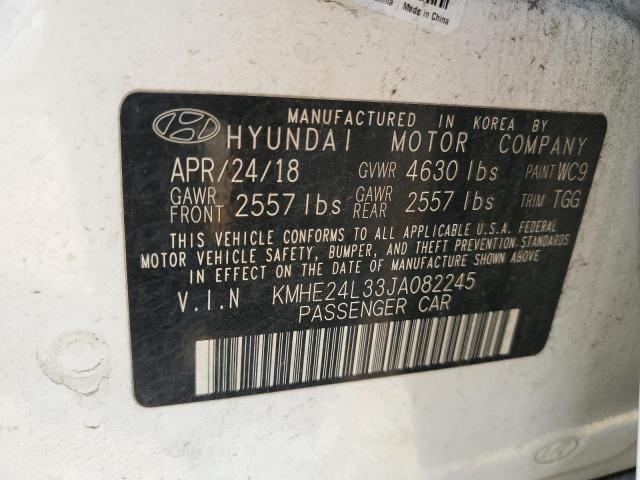 Made in China
MANUFACTURED IN KOREA BY
HYUNDAI MOTOR COMPANY
APR/24/18 GVWR 4630 lbs PAINT WC9
GAWR FRONT 2557 lbs GAWR REAR 2557 lbs TRIM TGG
THIS VEHICLE CONFORMS TO ALL APPLICABLE U.S.A. FEDERAL
MOTOR VEHICLE SAFETY, BUMPER, AND THEFT PREVENTION STANDARDS
IN EFFECT ON THE DATE OF MANUFACTURE SHOWN ABOVE
V.I.N KMHE24L33JA082245
PASSENGER CAR